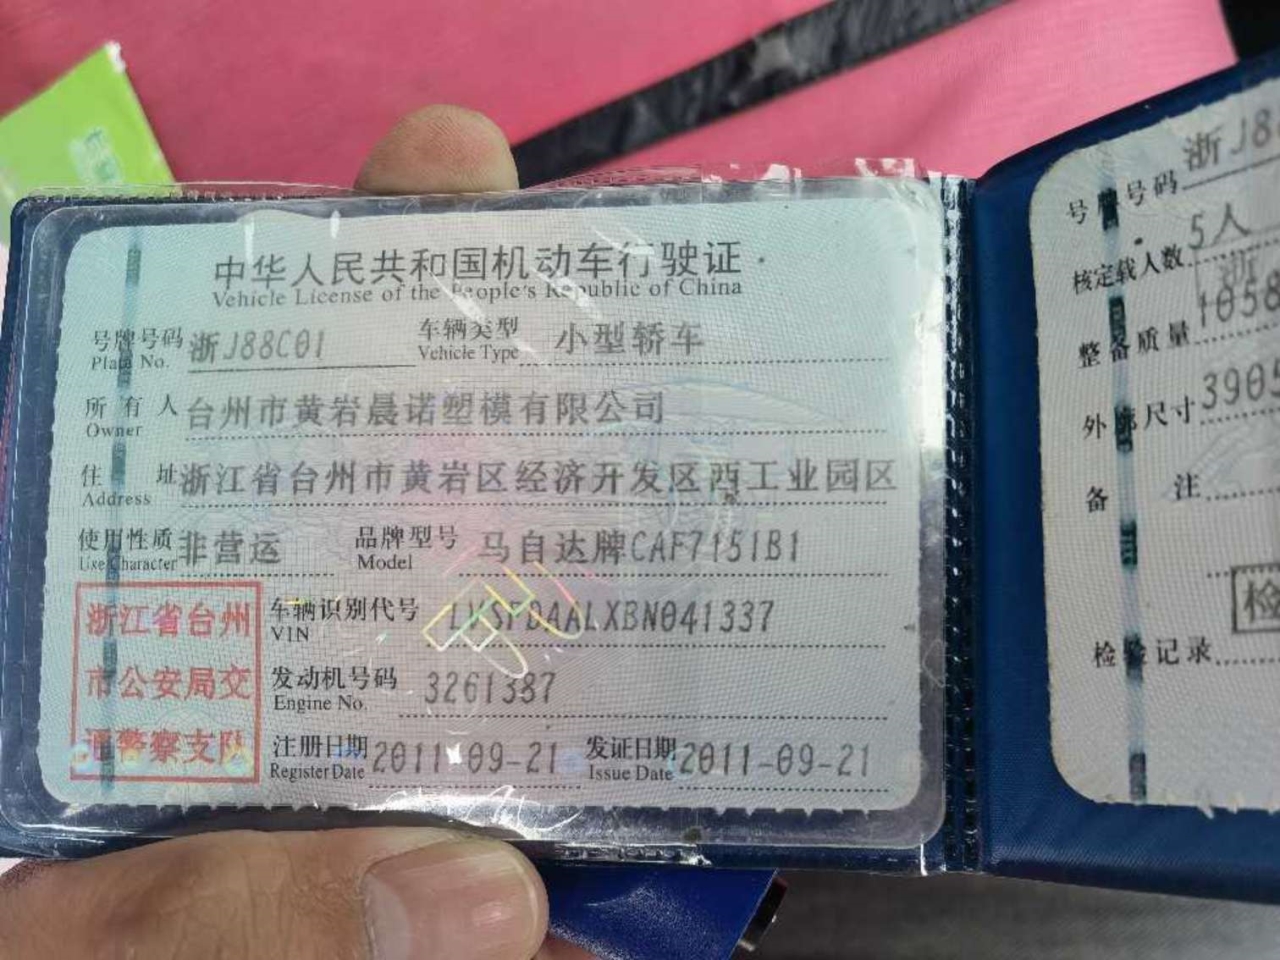 中华人民共和国机动车行驶证
Vehicle License of the People's Republic of China
号牌号码 浙J88C01 车辆类型 小型轿车
Plate No. Vehicle Type
所有人 台州市黄岩晨诺塑模有限公司
Owner
住址 浙江省台州市黄岩区经济开发区西工业园区
Address
使用性质 非营运 品牌型号 马自达牌CAF7151B1
Use Character Model
浙江省台州
市公安局交
通警察支队
车辆识别代号 LVSFDAALXBN041337
VIN
发动机号码 3261387
Engine No.
注册日期 2011-09-21 发证日期 2011-09-21
Register Date Issue Date
号牌号码 浙J8
核定载人数 5人
整备质量 1058
外廓尺寸 3905
备注
检
检验记录